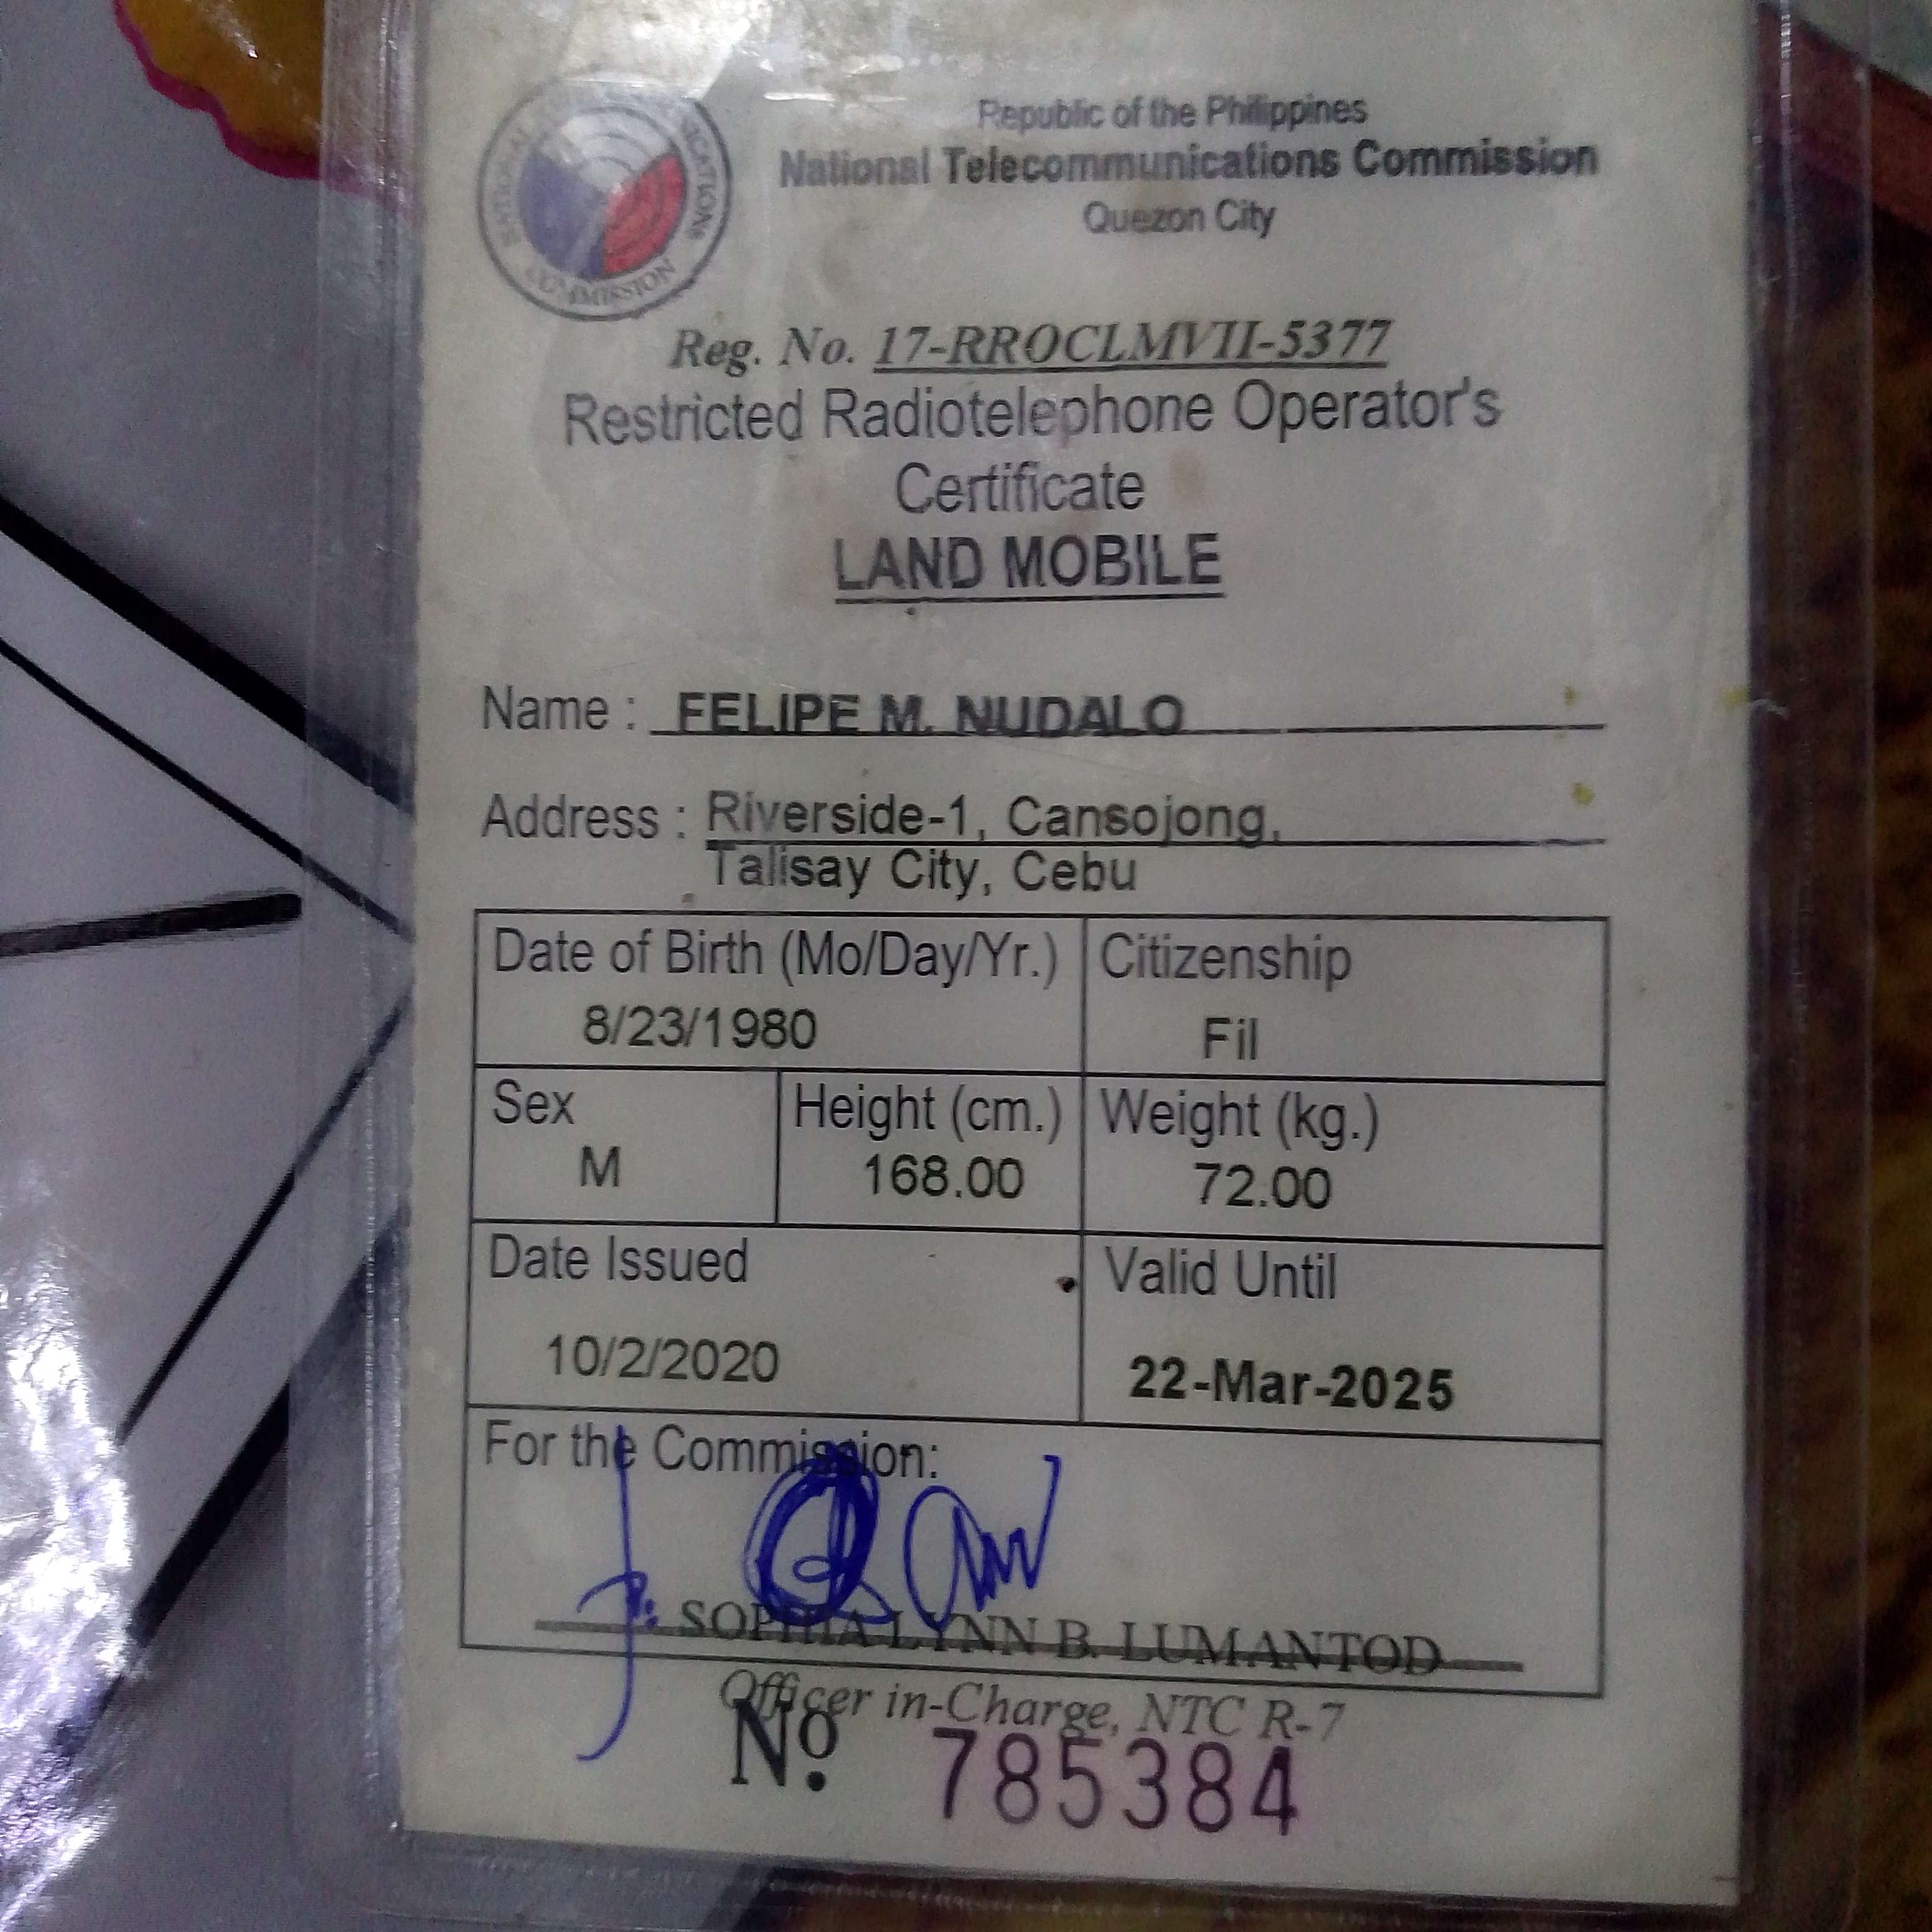 NATIONAL TELECOMMUNICATIONS COMMISSION
Republic of the Philippines
National Telecommunications Commission
Quezon City
Reg. No. 17-RROCLMVII-5377
Restricted Radiotelephone Operator's
Certificate
LAND MOBILE
Name : FELIPE M. NUDALO
Address : Riverside-1, Cansojong,
Talisay City, Cebu
Date of Birth (Mo/Day/Yr.) Citizenship
8/23/1980 Fil
Sex Height (cm.) Weight (kg.)
M 168.00 72.00
Date Issued Valid Until
10/2/2020 22-Mar-2025
For the Commission:
SOPHIA LYNN B. LUMANTOD
Officer in-Charge, NTC R-7
Nº. 785384